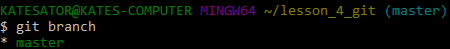 KATESATOR@KATES-COMPUTER MINGW64 ~/lesson_4_git (master)
$ git branch
* master